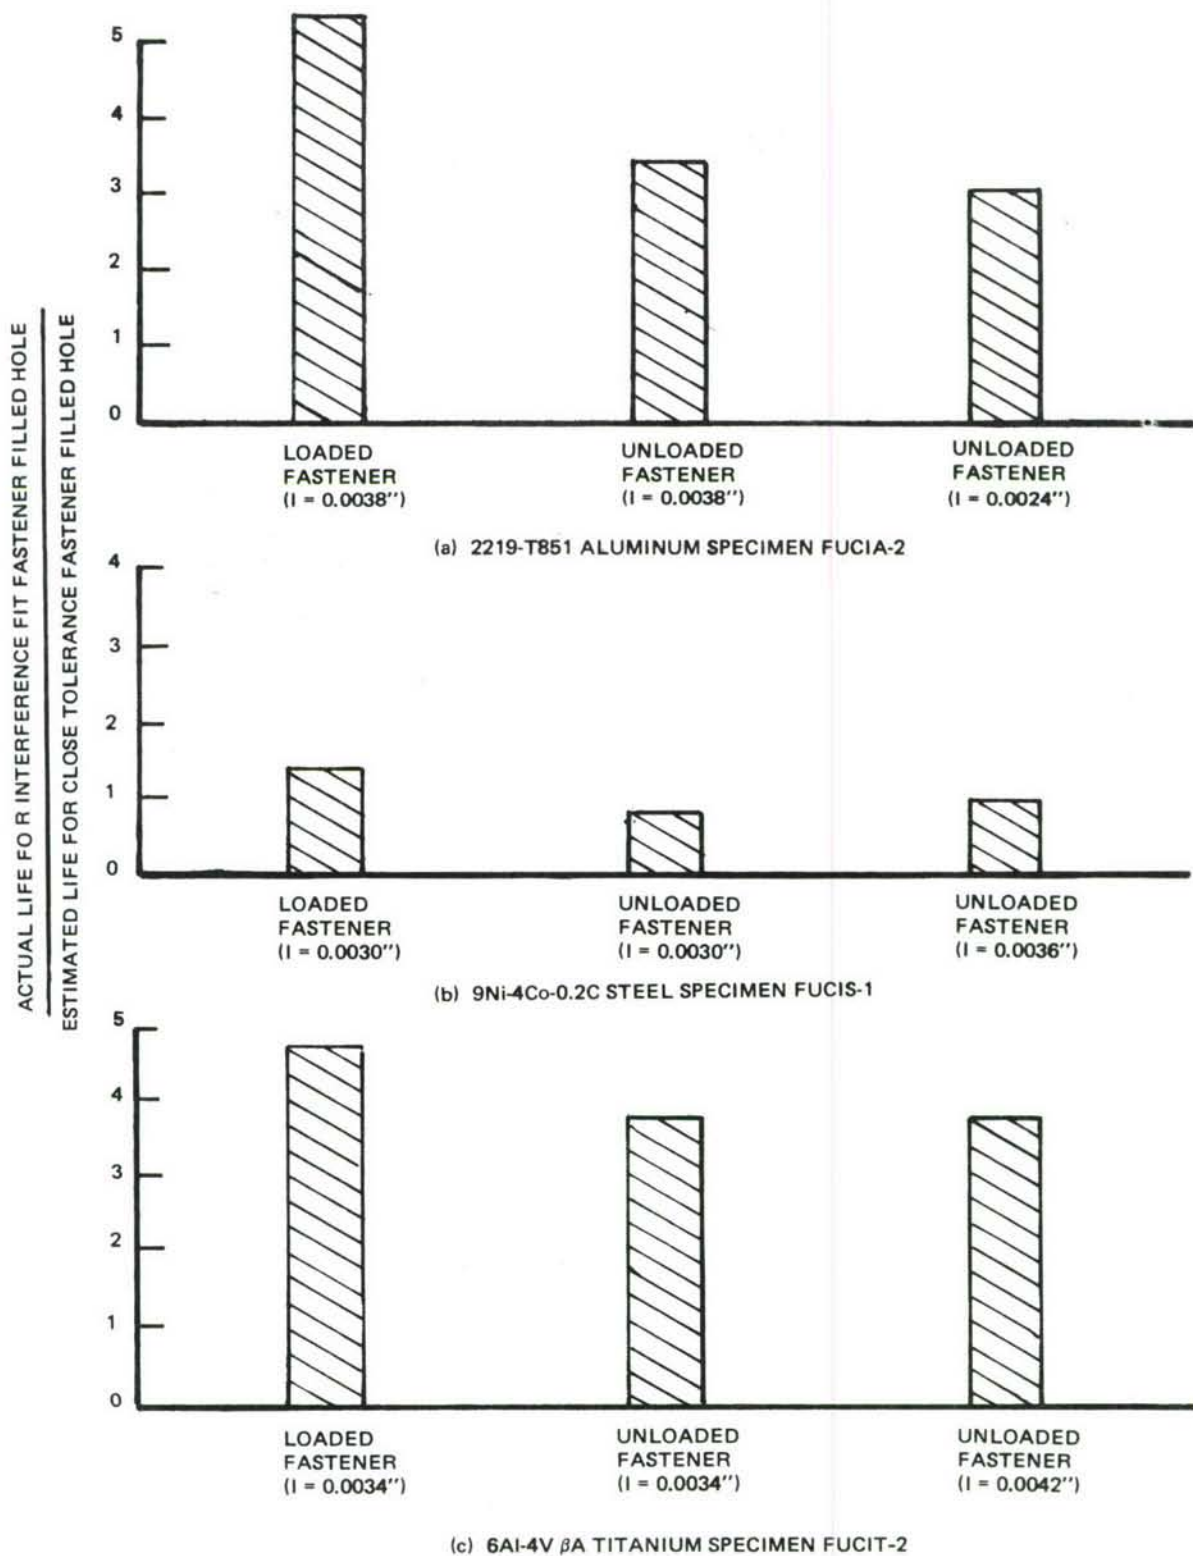 ACTUAL LIFE FOR INTERFERENCE FIT FASTENER FILLED HOLE
ESTIMATED LIFE FOR CLOSE TOLERANCE FASTENER FILLED HOLE
5
4
3
2
1
0
LOADED
FASTENER
(I = 0.0038")
UNLOADED
FASTENER
(I = 0.0038")
UNLOADED
FASTENER
(I = 0.0024")
(a) 2219-T851 ALUMINUM SPECIMEN FUCIA-2
4
3
2
1
0
LOADED
FASTENER
(I = 0.0030")
UNLOADED
FASTENER
(I = 0.0030")
UNLOADED
FASTENER
(I = 0.0036")
(b) 9Ni-4Co-0.2C STEEL SPECIMEN FUCIS-1
5
4
3
2
1
0
LOADED
FASTENER
(I = 0.0034")
UNLOADED
FASTENER
(I = 0.0034")
UNLOADED
FASTENER
(I = 0.0042")
(c) 6Al-4V βA TITANIUM SPECIMEN FUCIT-2